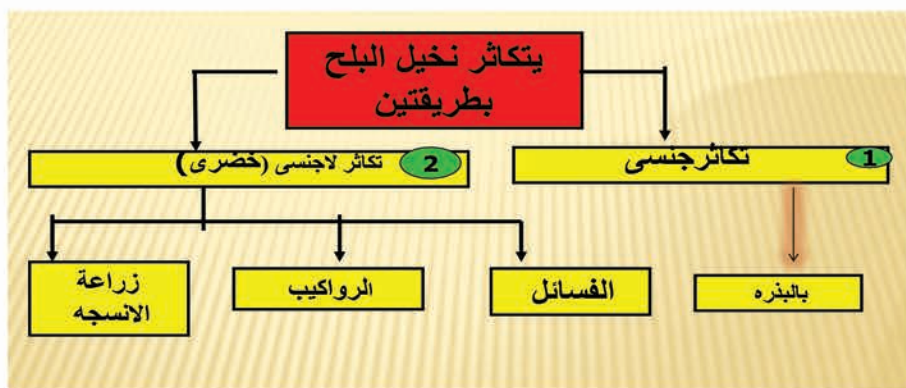 يتكاثر نخيل البلح
بطريقتين
1 تكاثرجنسى
2 تكاثر لاجنسى (خضرى)
بالبذره
الفسائل
الرواكيب
زراعة
الانسجه